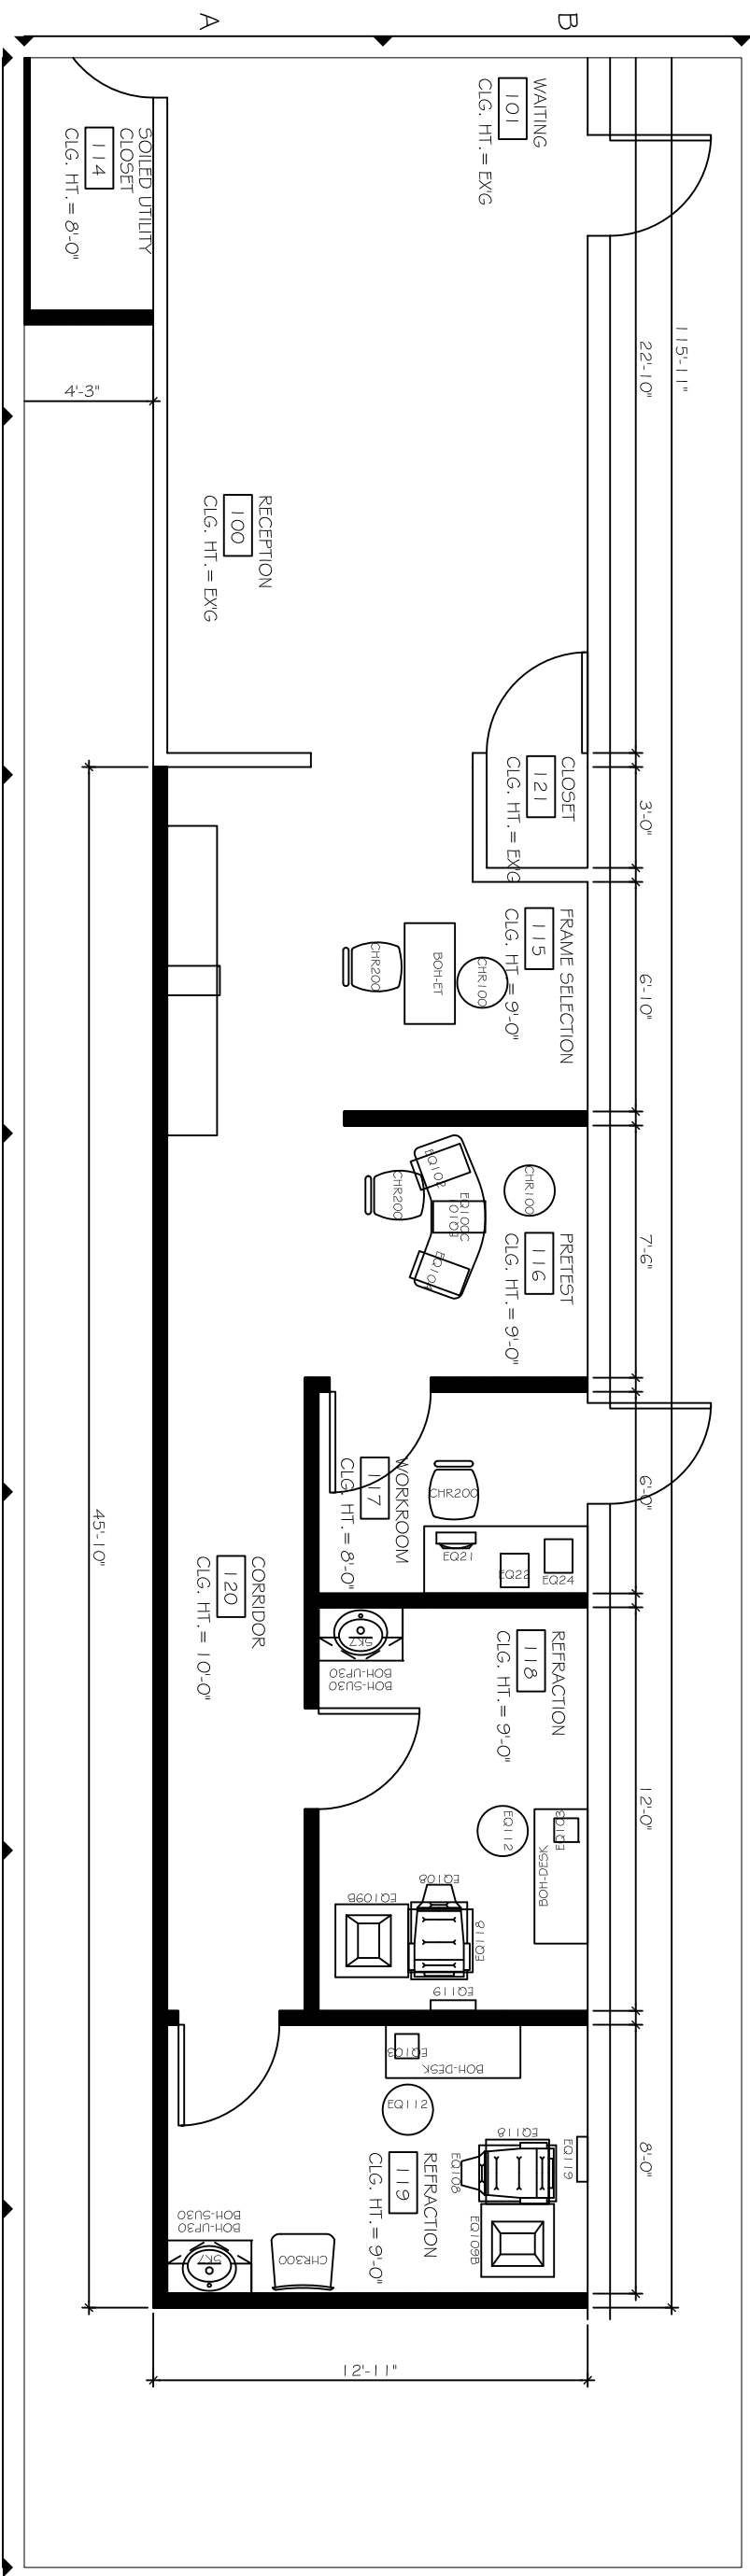 A
B
WAITING
101
CLG. HT. = EX'G
SOILED UTILITY
CLOSET
114
CLG. HT. = 8'-0"
115'-11"
22'-10"
4'-3"
RECEPTION
100
CLG. HT. = EX'G
CLOSET
121
CLG. HT. = EX'G
3'-0"
FRAME SELECTION
115
CLG. HT = 9'-0"
6'-10"
CHR200
BOH-ET
CHR100
PRETEST
116
CLG. HT. = 9'-0"
7'-6"
CHR100
CHR200
EQ102
EQ100C
WORKROOM
117
CLG. HT. = 8'-0"
6'-0"
CHR200
EQ21
EQ22
EQ24
45'-10"
CORRIDOR
120
CLG. HT. = 10'-0"
REFRACTION
118
CLG. HT. = 9'-0"
12'-0"
SK7
BOH-SU30
BOH-UP30
EQ112
EQ103
BOH-DESK
EQ108
EQ109B
EQ118
EQ119
EQ103
BOH-DESK
EQ112
REFRACTION
119
CLG. HT. = 9'-0"
8'-0"
EQ118
EQ119
EQ108
EQ109B
BOH-SU30
BOH-UP30
SK7
CHR300
12'-11"